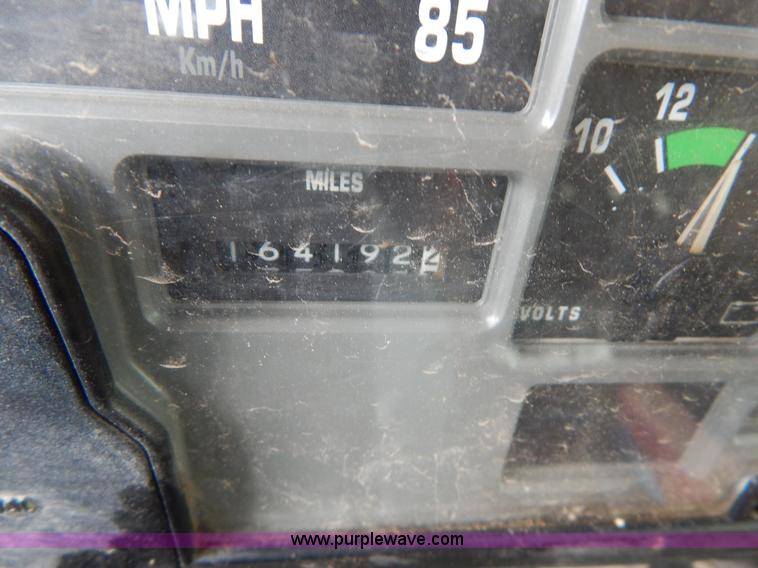 MPH
Km/h
85
12
10
MILES
164192
VOLTS
www.purplewave.com